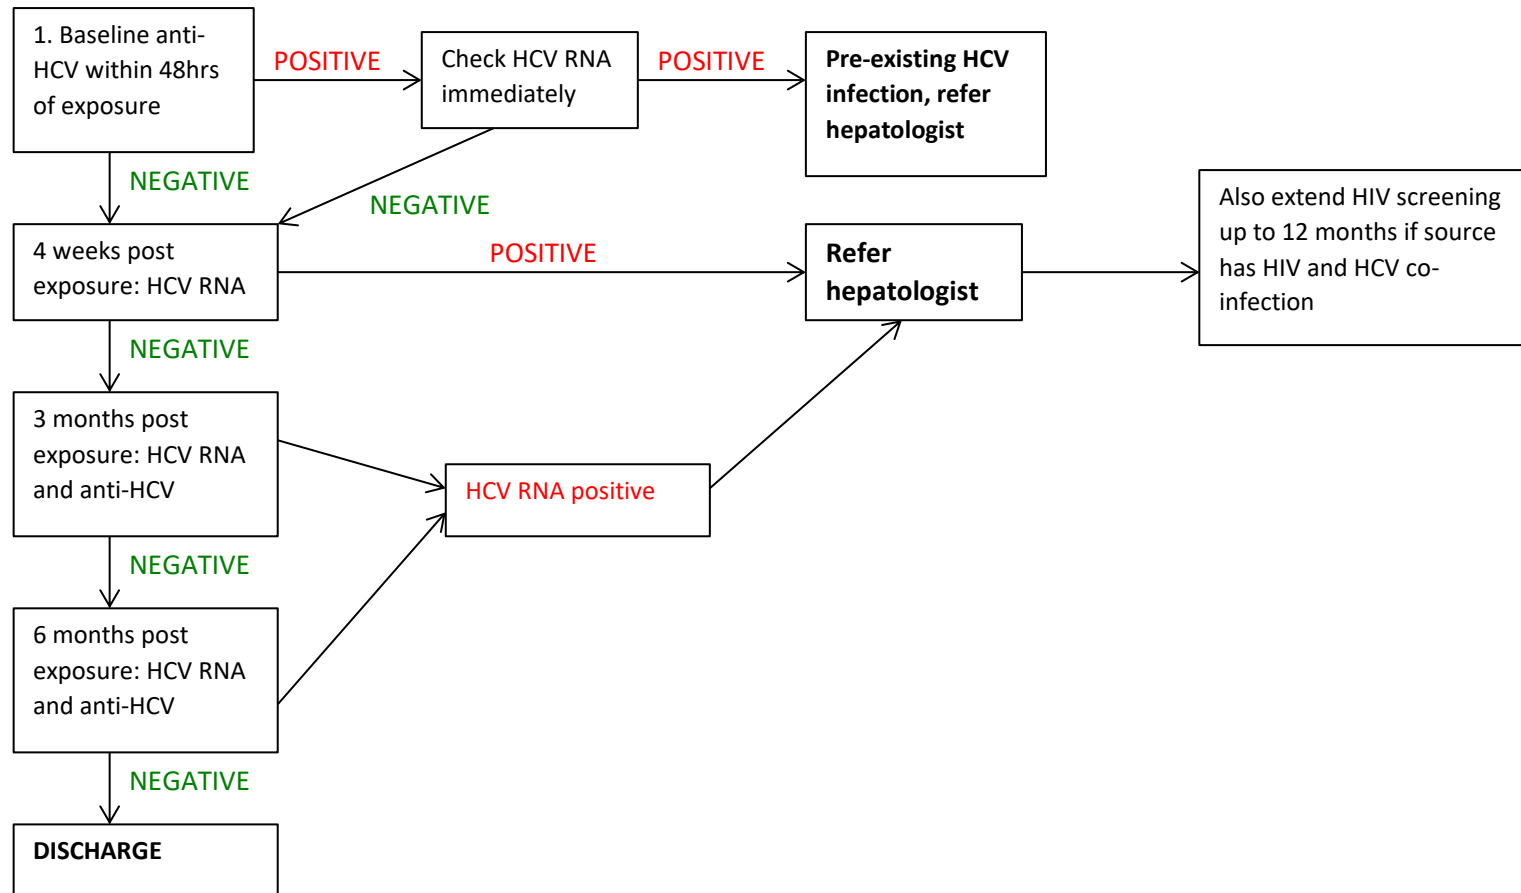 1. Baseline anti-
HCV within 48hrs
of exposure
POSITIVE
Check HCV RNA
immediately
POSITIVE
Pre-existing HCV
infection, refer
hepatologist
NEGATIVE
NEGATIVE
4 weeks post
exposure: HCV RNA
POSITIVE
Refer
hepatologist
Also extend HIV screening
up to 12 months if source
has HIV and HCV co-
infection
NEGATIVE
3 months post
exposure: HCV RNA
and anti-HCV
HCV RNA positive
NEGATIVE
6 months post
exposure: HCV RNA
and anti-HCV
NEGATIVE
DISCHARGE